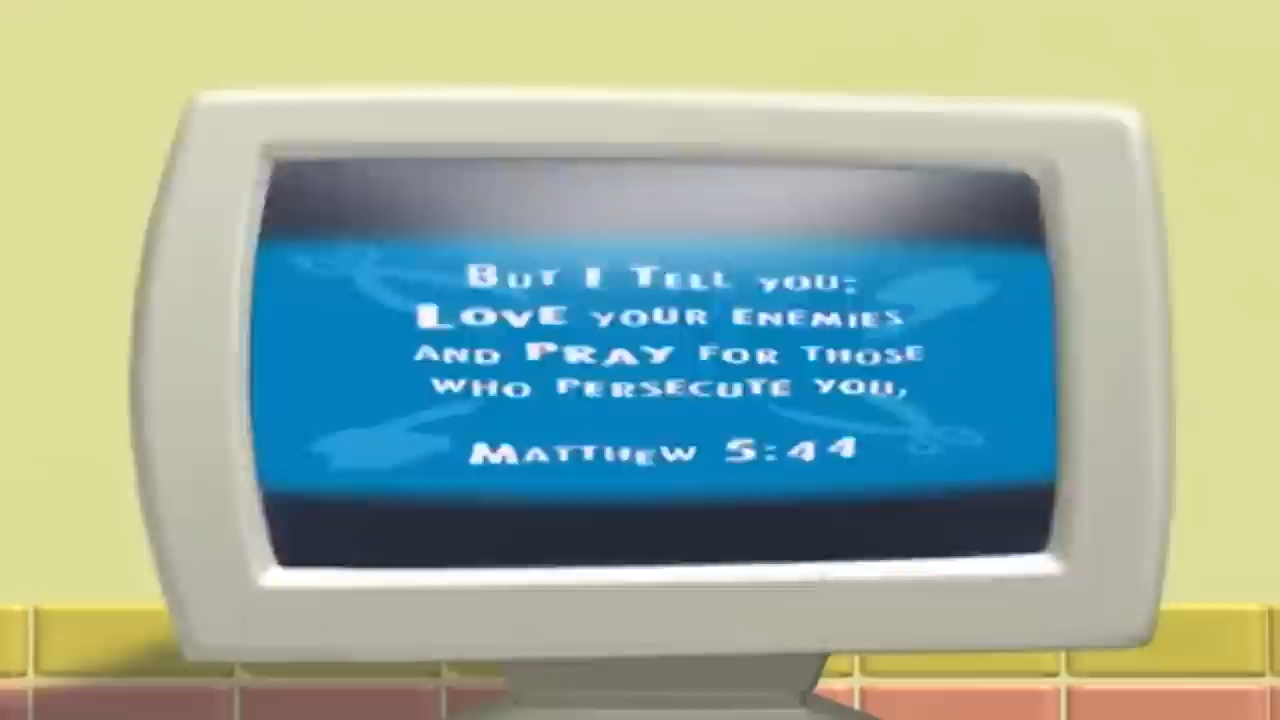 But I Tell you:
Love your enemies
and Pray for those
who persecute you,
Matthew 5:44